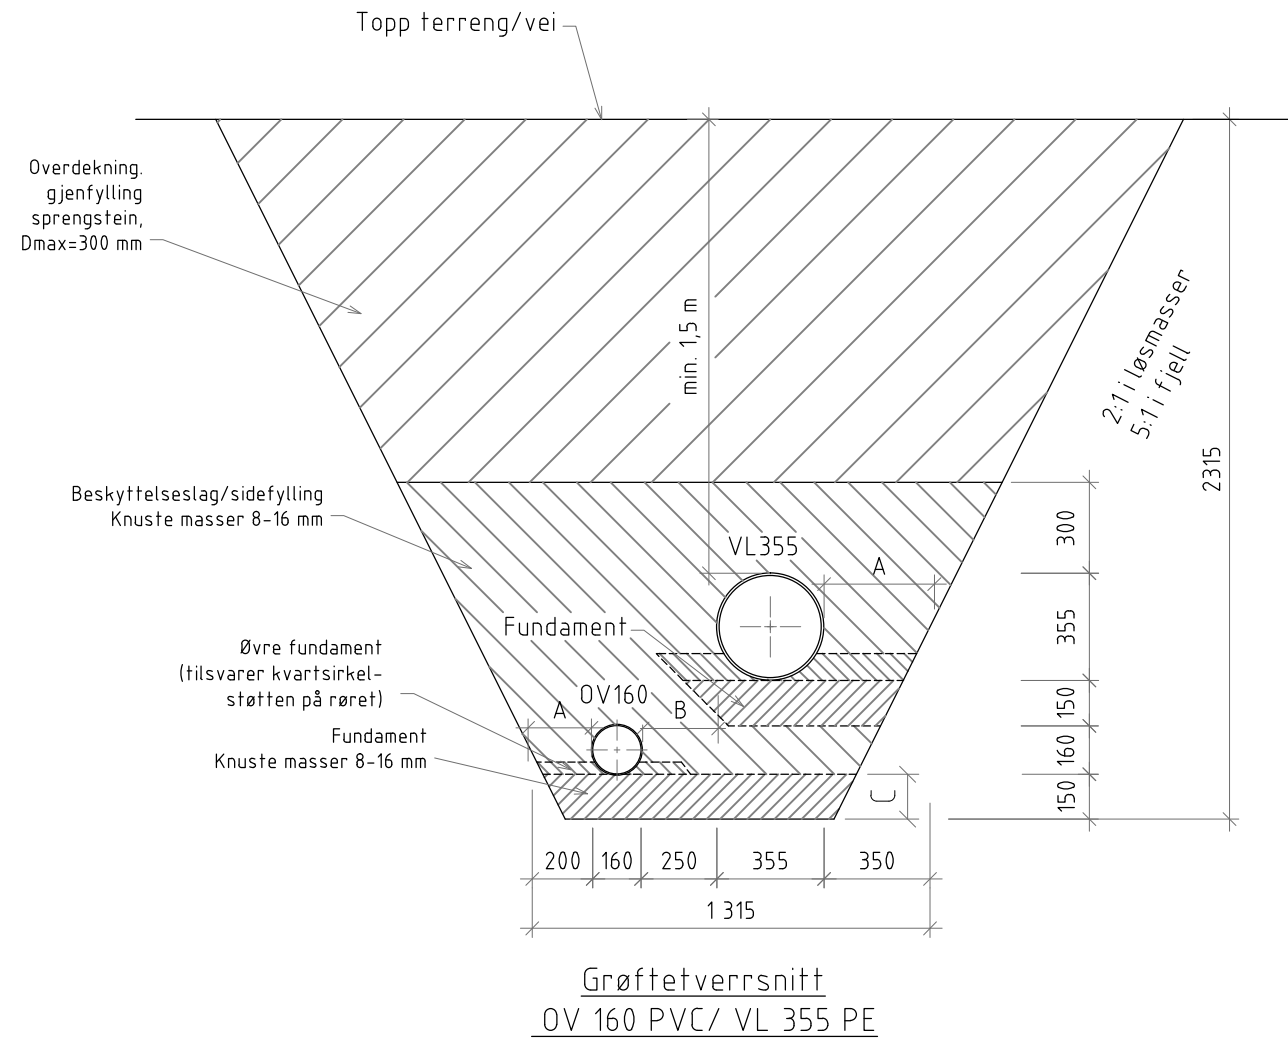 Topp terreng/vei
Overdekning.
gjenfylling
sprengstein,
Dmax=300 mm
min. 1,5 m
2:1 i løsmasser
5:1 i fjell
2315
Beskyttelseslag/sidefylling
Knuste masser 8-16 mm
300
VL355
A
355
Fundament
Øvre fundament
(tilsvarer kvartsirkel-
støtten på røret)
OV160
A
B
150
Fundament
Knuste masser 8-16 mm
160
150
C
200
160
250
355
350
1 315
Grøftetverrsnitt
OV 160 PVC/ VL 355 PE